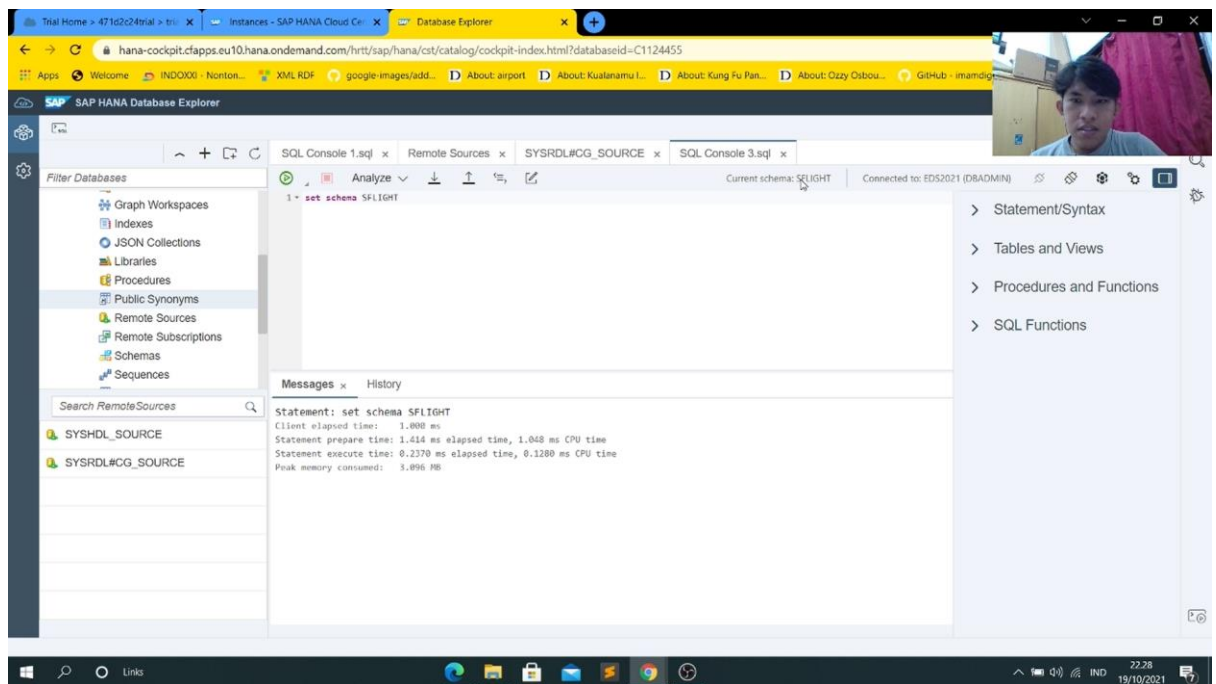 Trial Home > 471d2c24trial > tri
Instances - SAP HANA Cloud Cen
Database Explorer
hana-cockpit.cfapps.eu10.hana.ondemand.com/hrtt/sap/hana/cst/catalog/cockpit-index.html?databaseid=C1124455
Apps
Welcome
INDOXXI - Nonton...
XML RDF
google-images/add...
About: airport
About: Kualanamu I...
About: Kung Fu Pan...
About: Ozzy Osbou...
GitHub - imamdig
SAP SAP HANA Database Explorer
SQL Console 1.sql
Remote Sources
SYSRDL#CG_SOURCE
SQL Console 3.sql
Filter Databases
Analyze
Current schema: SFLIGHT
Connected to: EDS2021 (DBADMIN)
Graph Workspaces
Indexes
JSON Collections
Libraries
Procedures
Public Synonyms
Remote Sources
Remote Subscriptions
Schemas
Sequences
Search RemoteSources
SYSHDL_SOURCE
SYSRDL#CG_SOURCE
1 set schema SFLIGHT
Statement/Syntax
Tables and Views
Procedures and Functions
SQL Functions
Messages
History
Statement: set schema SFLIGHT
Client elapsed time: 1.000 ms
Statement prepare time: 1.414 ms elapsed time, 1.048 ms CPU time
Statement execute time: 0.2370 ms elapsed time, 0.1280 ms CPU time
Peak memory consumed: 3.096 MB
Links
IND
22.28
19/10/2021